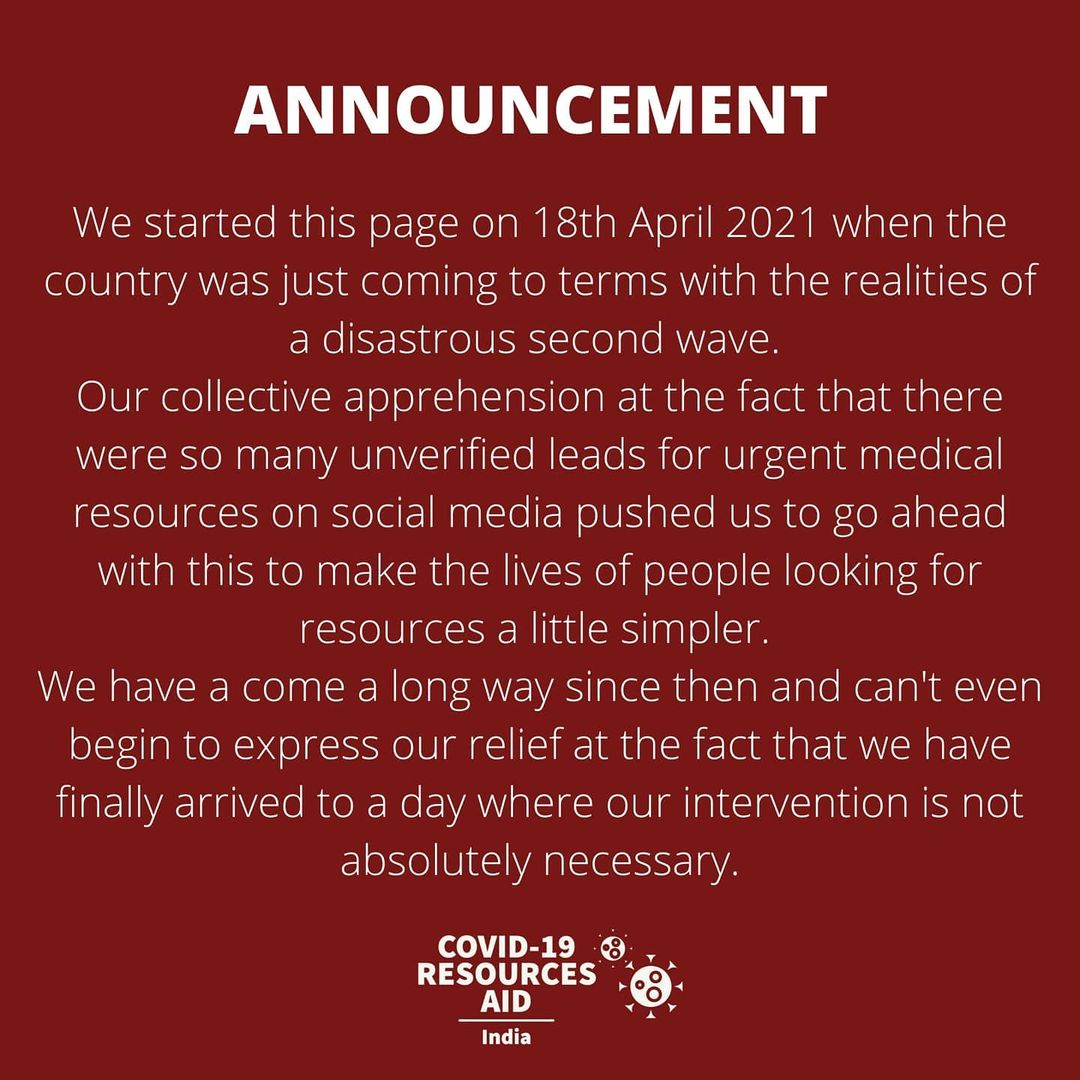 ANNOUNCEMENT
We started this page on 18th April 2021 when the
country was just coming to terms with the realities of
a disastrous second wave.
Our collective apprehension at the fact that there
were so many unverified leads for urgent medical
resources on social media pushed us to go ahead
with this to make the lives of people looking for
resources a little simpler.
We have a come a long way since then and can't even
begin to express our relief at the fact that we have
finally arrived to a day where our intervention is not
absolutely necessary.
COVID-19
RESOURCES
AID
India